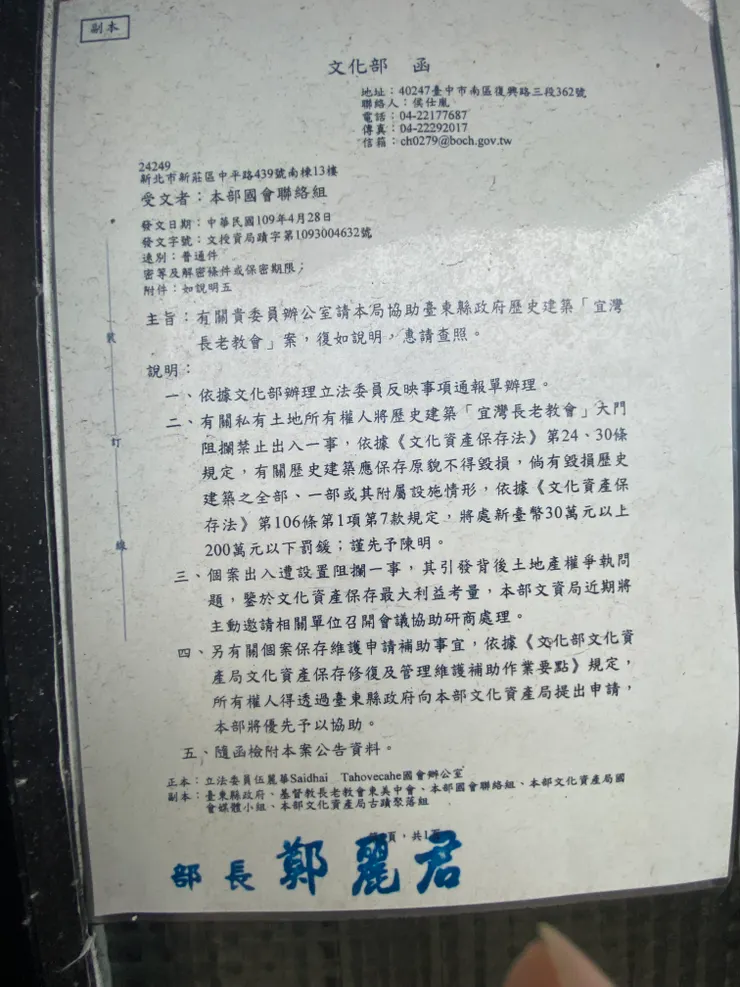 副本
文化部 函
地址：40247臺中市南區復興路三段362號
聯絡人：侯仕胤
電話：04-22177687
傳真：04-22292017
信箱：ch0279@boch.gov.tw
24249
新北市新莊區中平路439號南棟13樓
受文者：本部國會聯絡組
發文日期：中華民國109年4月28日
發文字號：文授資局蹟字第1093004632號
速別：普通件
密等及解密條件或保密期限：
附件：如說明五
主旨：有關貴委員辦公室請本局協助臺東縣政府歷史建築「宜灣
長老教會」案，復如說明，惠請查照。
說明：
一、依據文化部辦理立法委員反映事項通報單辦理。
二、有關私有土地所有權人將歷史建築「宜灣長老教會」大門
阻攔禁止出入一事，依據《文化資產保存法》第24、30條
規定，有關歷史建築應保存原貌不得毀損，倘有毀損歷史
建築之全部、一部或其附屬設施情形，依據《文化資產保
存法》第106條第1項第7款規定，將處新臺幣30萬元以上
200萬元以下罰鍰；謹先予陳明。
三、個案出入遭設置阻攔一事，其引發背後土地產權爭執問
題，鑒於文化資產保存最大利益考量，本部文資局近期將
主動邀請相關單位召開會議協助研商處理。
四、另有關個案保存維護申請補助事宜，依據《文化部文化資
產局文化資產保存修復及管理維護補助作業要點》規定，
所有權人得透過臺東縣政府向本部文化資產局提出申請，
本部將優先予以協助。
五、隨函檢附本案公告資料。
正本：立法委員伍麗華Saidhai Tahovecahe國會辦公室
副本：臺東縣政府、基督教長老教會東美中會、本部國會聯絡組、本部文化資產局國
會媒體小組、本部文化資產局古蹟聚落組
頁，共1
部長 鄭麗君
訂
線